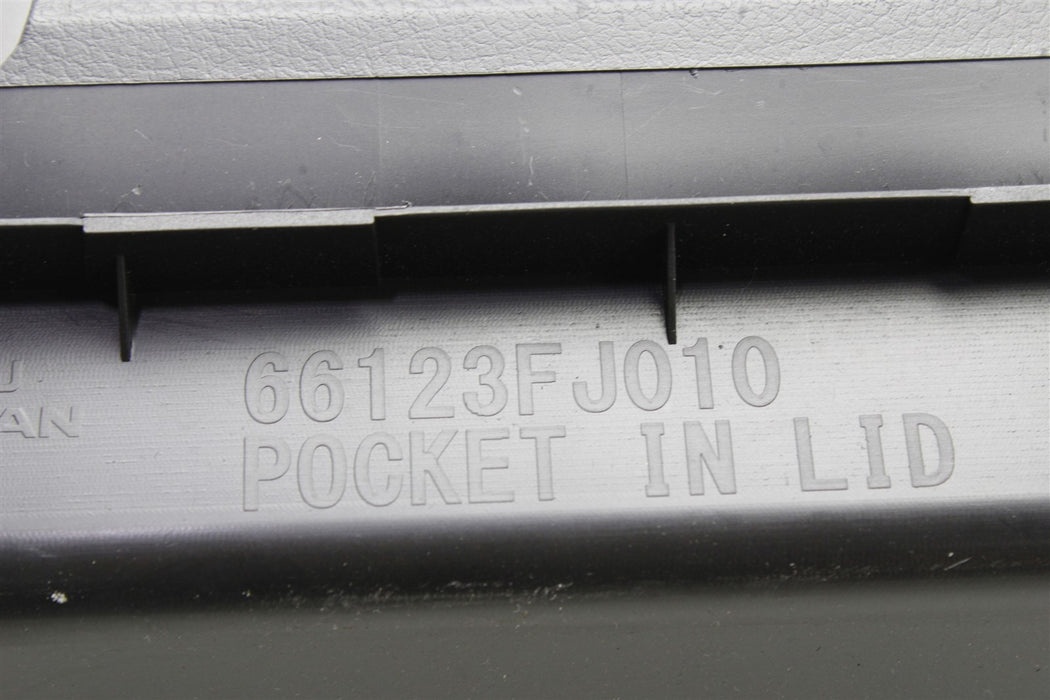 66123FJ010
POCKET IN LID